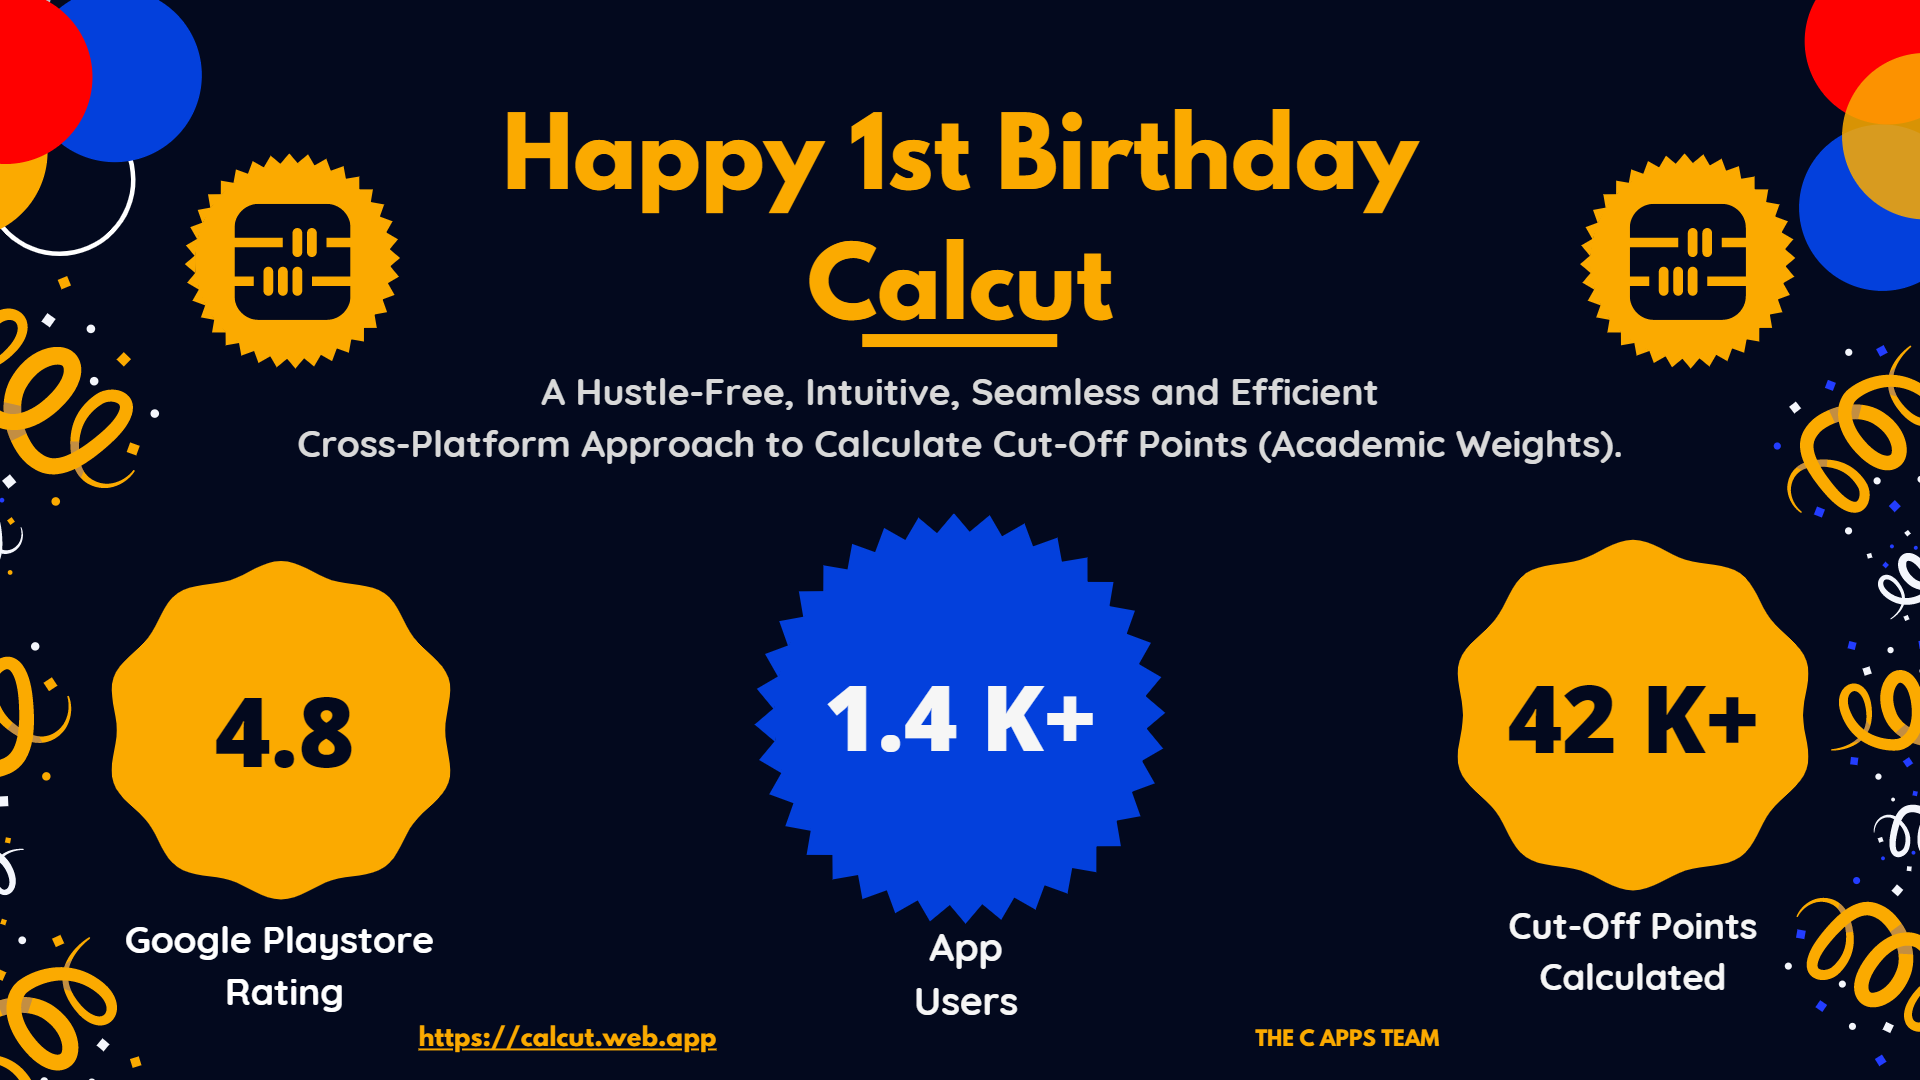 Happy 1st Birthday
Calcut
A Hustle-Free, Intuitive, Seamless and Efficient
Cross-Platform Approach to Calculate Cut-Off Points (Academic Weights).
4.8
Google Playstore
Rating
1.4 K+
App
Users
42 K+
Cut-Off Points
Calculated
https://calcut.web.app
THE C APPS TEAM